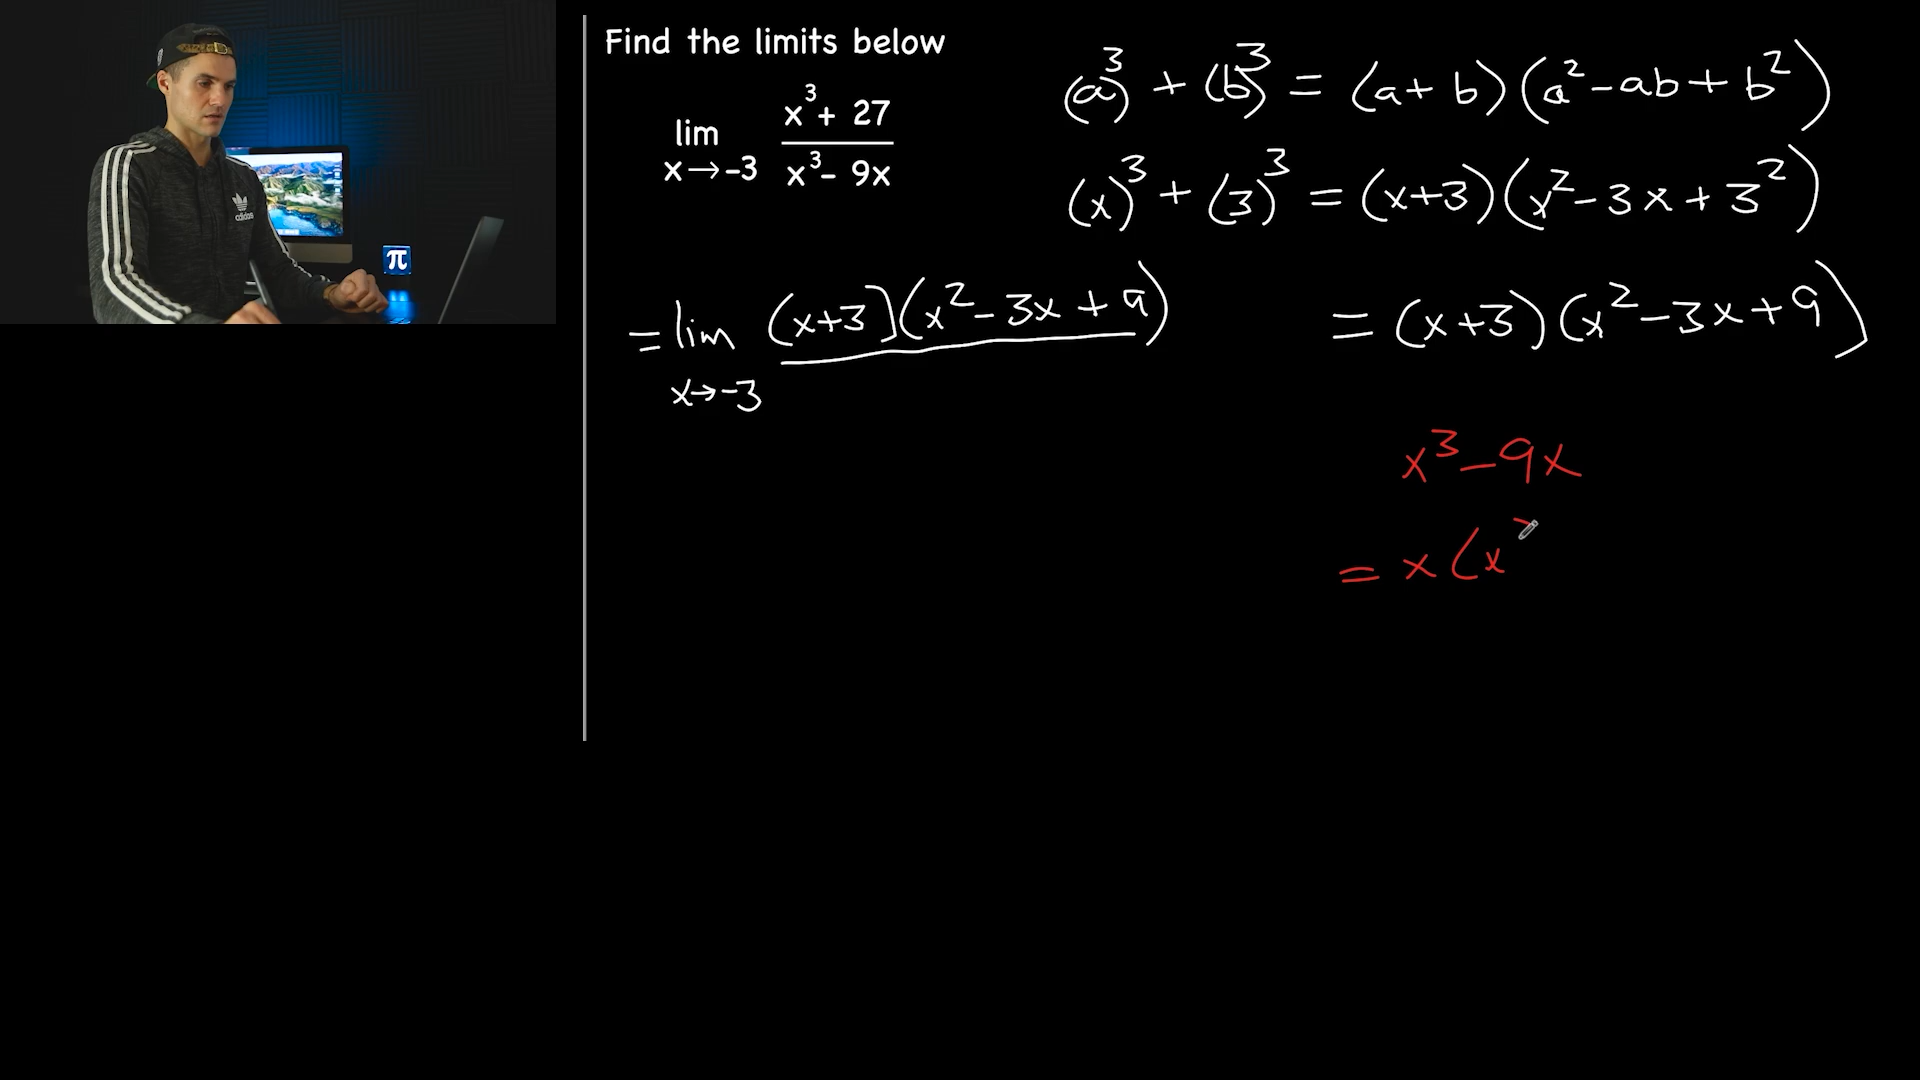 Find the limits below
lim x→-3 (x³ + 27)/(x³ - 9x)
(a)³ + (b)³ = (a + b)(a² - ab + b²)
(x)³ + (3)³ = (x+3)(x² - 3x + 3²)
= lim x→-3 (x+3)(x² - 3x + 9)
= (x+3)(x² - 3x + 9)
x³ - 9x
= x(x
adidas
π